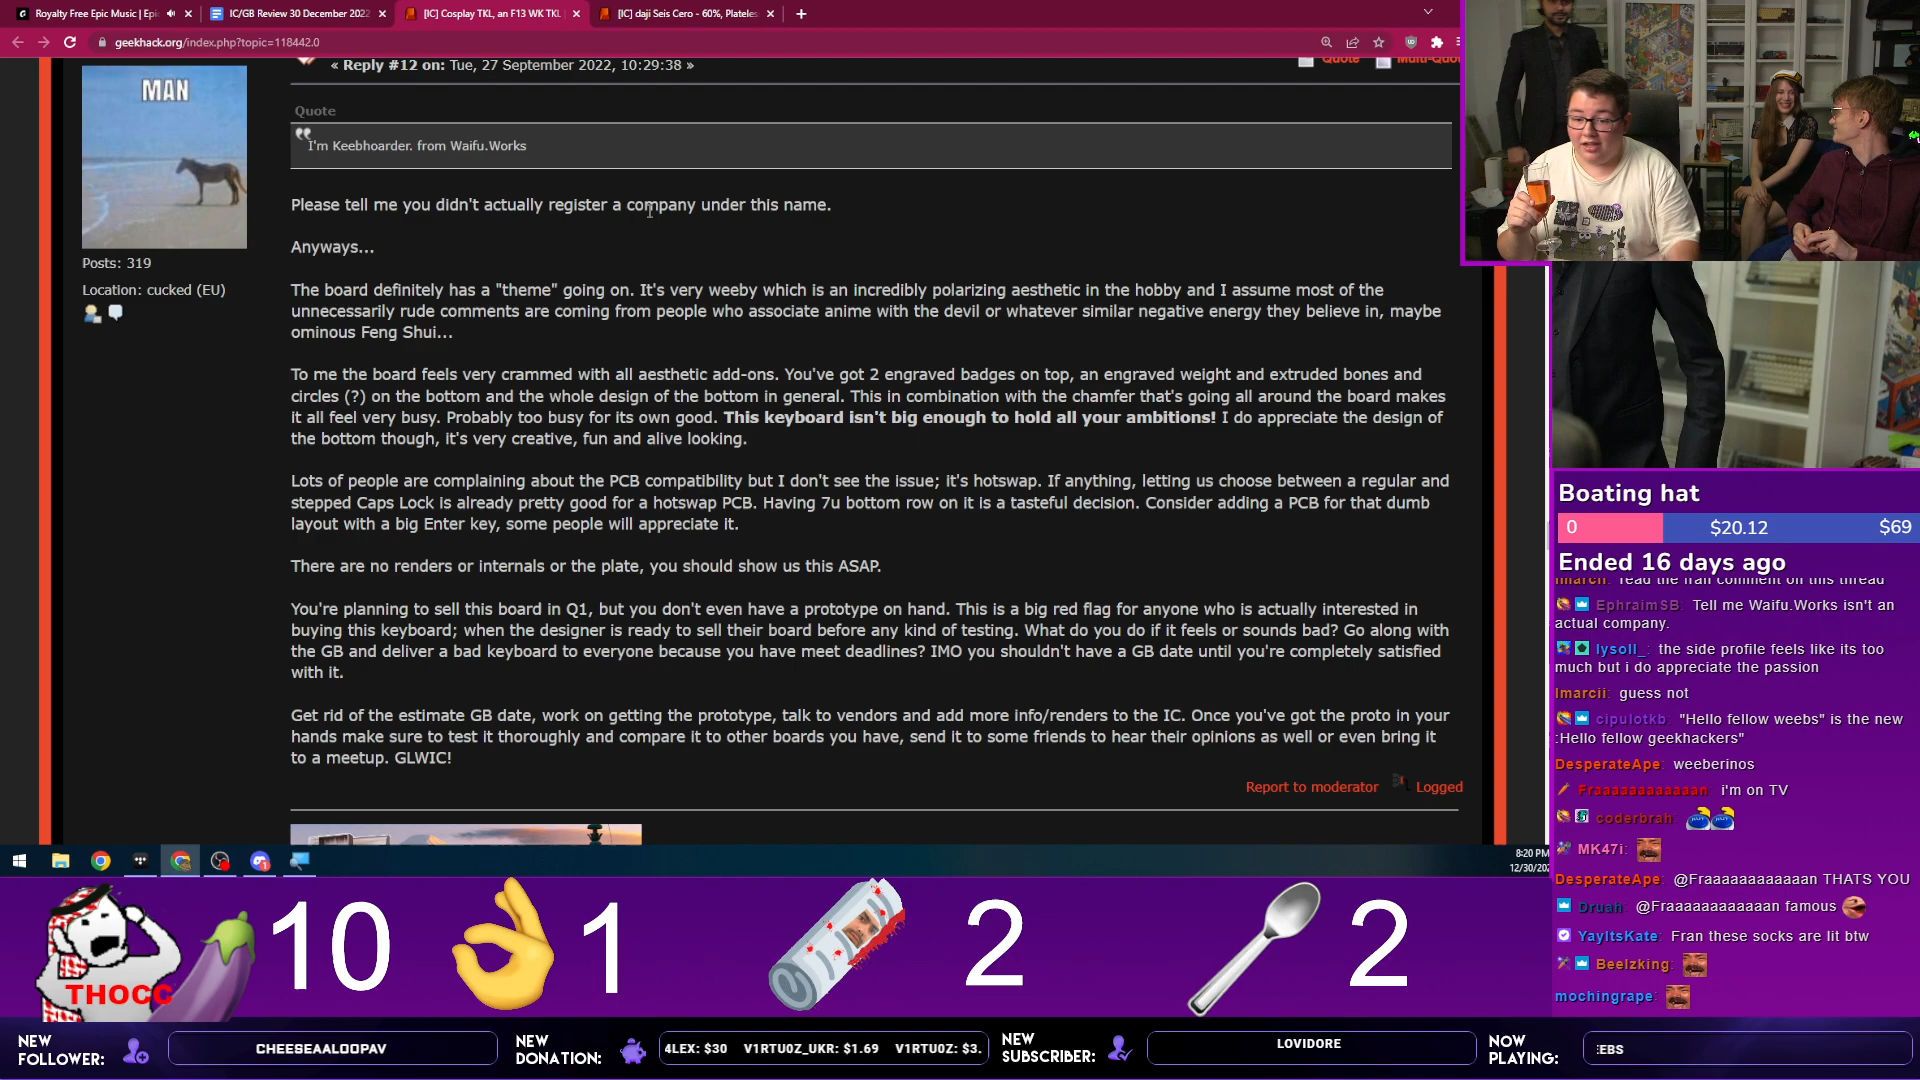 Royalty Free Epic Music | Epi
IC/GB Review 30 December 2022
[IC] Cosplay TKL, an F13 WK TKL
[IC] daji Seis Cero - 60%, Plateles
geekhack.org/index.php?topic=118442.0
« Reply #12 on: Tue, 27 September 2022, 10:29:38 »
Quote
Multi-Quot
MAN
Posts: 319
Location: cucked (EU)
Quote
I'm Keebhoarder. from Waifu.Works
Please tell me you didn't actually register a company under this name.
Anyways...
The board definitely has a "theme" going on. It's very weeby which is an incredibly polarizing aesthetic in the hobby and I assume most of the
unnecessarily rude comments are coming from people who associate anime with the devil or whatever similar negative energy they believe in, maybe
ominous Feng Shui...
To me the board feels very crammed with all aesthetic add-ons. You've got 2 engraved badges on top, an engraved weight and extruded bones and
circles (?) on the bottom and the whole design of the bottom in general. This in combination with the chamfer that's going all around the board makes
it all feel very busy. Probably too busy for its own good. This keyboard isn't big enough to hold all your ambitions! I do appreciate the design of
the bottom though, it's very creative, fun and alive looking.
Lots of people are complaining about the PCB compatibility but I don't see the issue; it's hotswap. If anything, letting us choose between a regular and
stepped Caps Lock is already pretty good for a hotswap PCB. Having 7u bottom row on it is a tasteful decision. Consider adding a PCB for that dumb
layout with a big Enter key, some people will appreciate it.
There are no renders or internals or the plate, you should show us this ASAP.
You're planning to sell this board in Q1, but you don't even have a prototype on hand. This is a big red flag for anyone who is actually interested in
buying this keyboard; when the designer is ready to sell their board before any kind of testing. What do you do if it feels or sounds bad? Go along with
the GB and deliver a bad keyboard to everyone because you have meet deadlines? IMO you shouldn't have a GB date until you're completely satisfied
with it.
Get rid of the estimate GB date, work on getting the prototype, talk to vendors and add more info/renders to the IC. Once you've got the proto in your
hands make sure to test it thoroughly and compare it to other boards you have, send it to some friends to hear their opinions as well or even bring it
to a meetup. GLWIC!
Report to moderator
Logged
8:20 PM
12/30/202
Boating hat
0 $20.12 $69
Ended 16 days ago
lmarcii: read the fran comment on this thread
EphraimSB: Tell me Waifu.Works isn't an
actual company.
lysoll_: the side profile feels like its too
much but i do appreciate the passion
lmarcii: guess not
cipulotkb: "Hello fellow weebs" is the new
:Hello fellow geekhackers"
DesperateApe: weeberinos
Fraaaaaaaaaaaan: i'm on TV
coderbrah:
MK47i:
DesperateApe: @Fraaaaaaaaaaaan THATS YOU
Druah: @Fraaaaaaaaaaaan famous
YayItsKate: Fran these socks are lit btw
Beelzking:
mochingrape:
THOCC
10
1
2
2
NEW
FOLLOWER:
CHEESEAALOOPAV
NEW
DONATION:
4LEX: $30 V1RTU0Z_UKR: $1.69 V1RTU0Z: $3.
NEW
SUBSCRIBER:
LOVIDORE
NOW
PLAYING:
EEBS